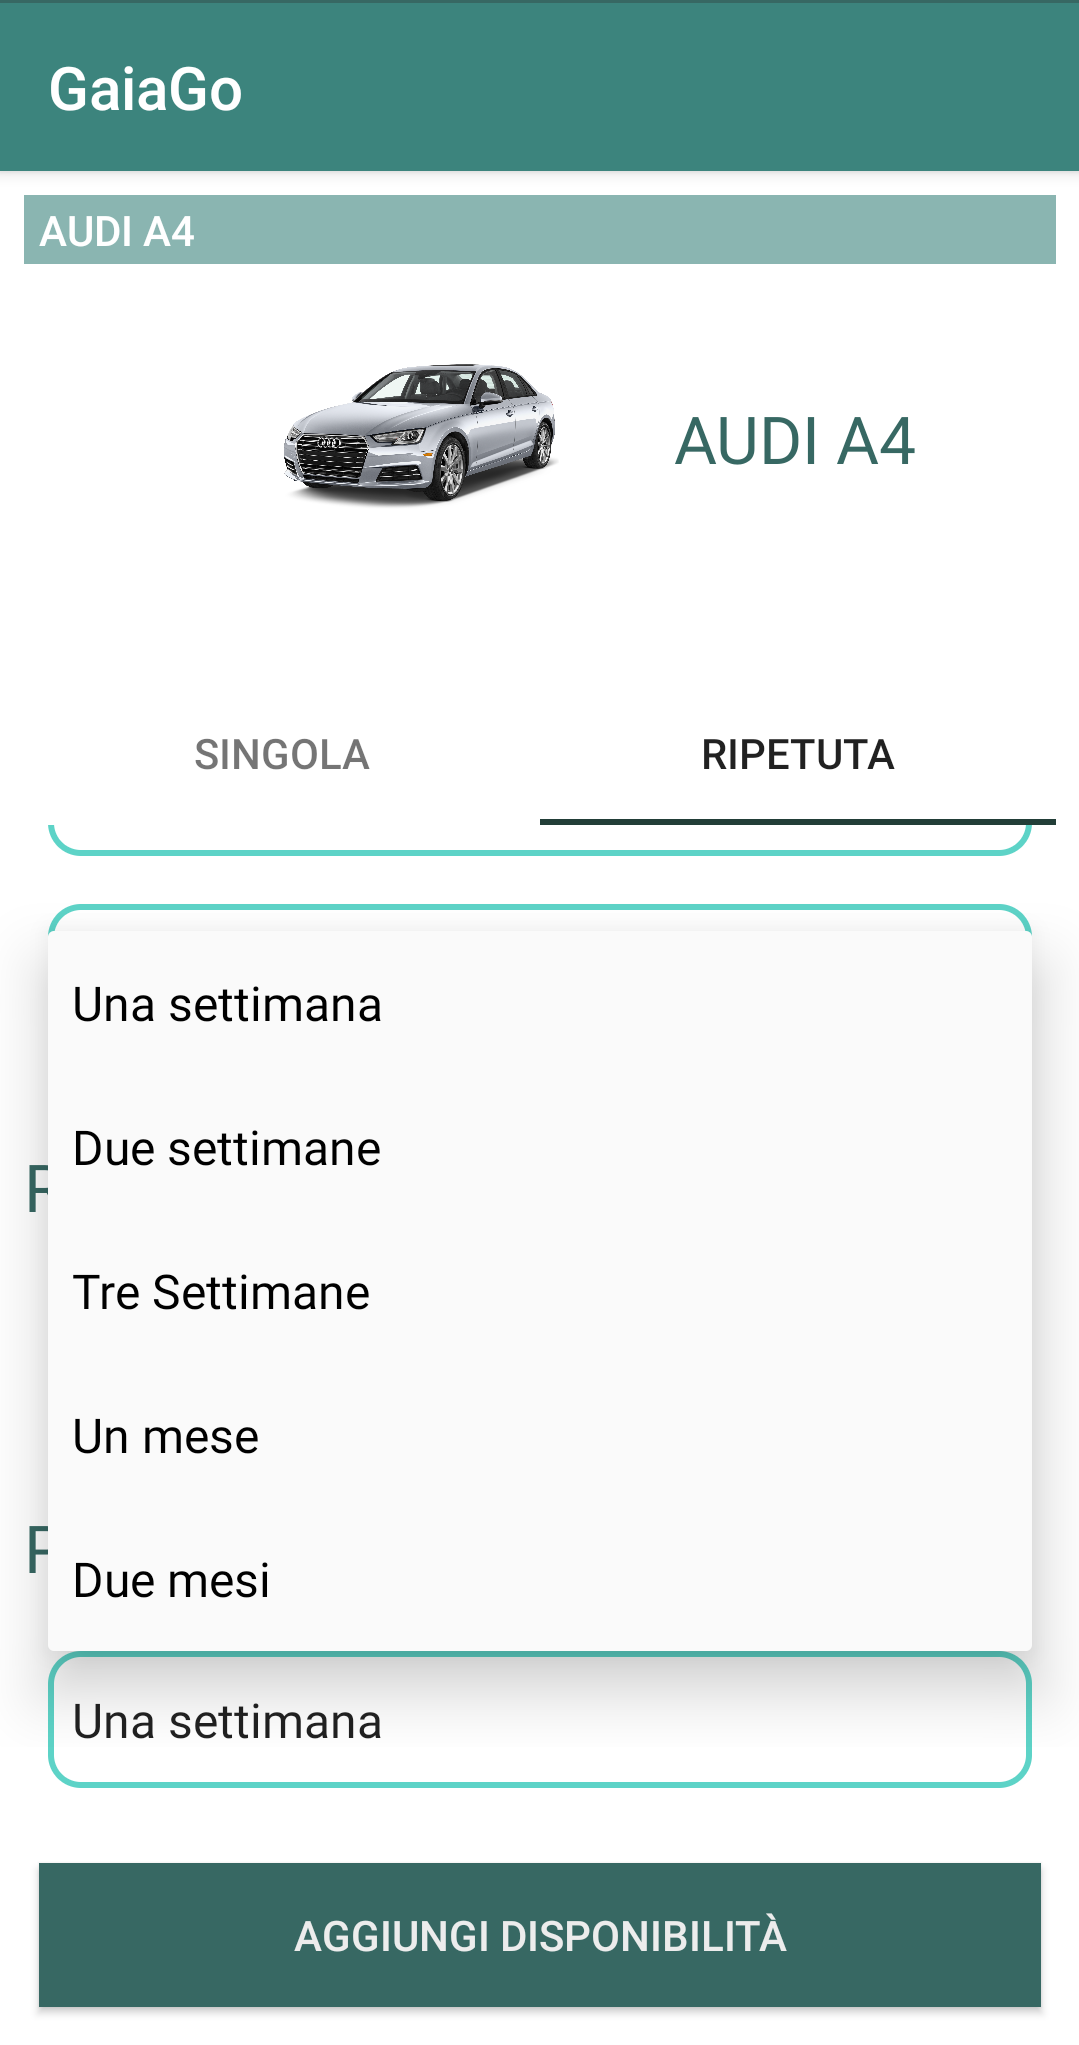 GaiaGo
AUDI A4
AUDI A4
SINGOLA
RIPETUTA
Una settimana
Due settimane
Tre Settimane
Un mese
Due mesi
Una settimana
AGGIUNGI DISPONIBILITÀ